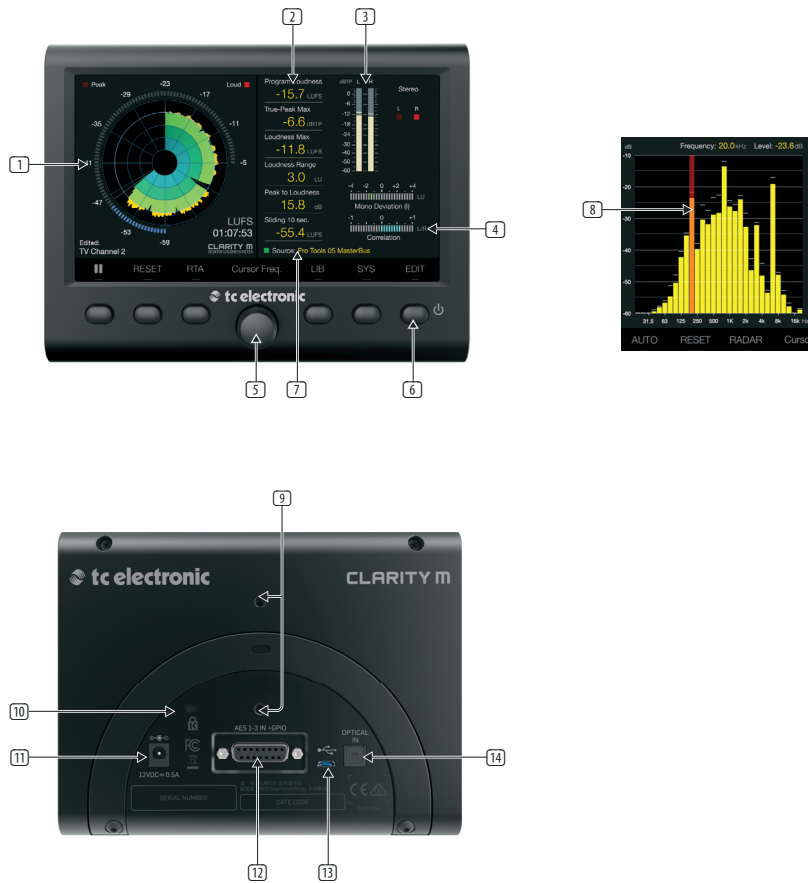 2
3
Peak
Loud
-23
-29
-17
-35
-11
-41
-5
-47
-53
-59
LUFS
01:07:53
Edited:
TV Channel 2
CLARITY M
Program Loudness
-15.7 LUFS
True-Peak Max
-6.6 dBTP
Loudness Max
-11.8 LUFS
Loudness Range
3.0 LU
Peak to Loudness
15.8 dB
Sliding 10 sec.
-55.4 LUFS
Source: Pro Tools 05 MasterBus
dBTP L R
0
-6
-12
-20
-30
-40
-50
-60
Stereo
L R
-4 -2 0 +2 +4
LU
Mono Deviation (I)
-1 0 +1
L/R
Correlation
RESET RTA Cursor Freq. LIB SYS EDIT
tc electronic
1
4
5
7
6
8
dB Frequency: 20.0 kHz Level: -23.6 dB
-10
-20
-30
-40
-50
-60
31.5 63 125 250 500 1K 2k 4k 8k 16k Hz
AUTO RESET RADAR Curso
9
tc electronic
CLARITY M
10
11
12VDC 0.5A
FC
AES 1-3 IN +GPIO
OPTICAL
IN
SERIAL NUMBER
DATE CODE
CE
14
12
13